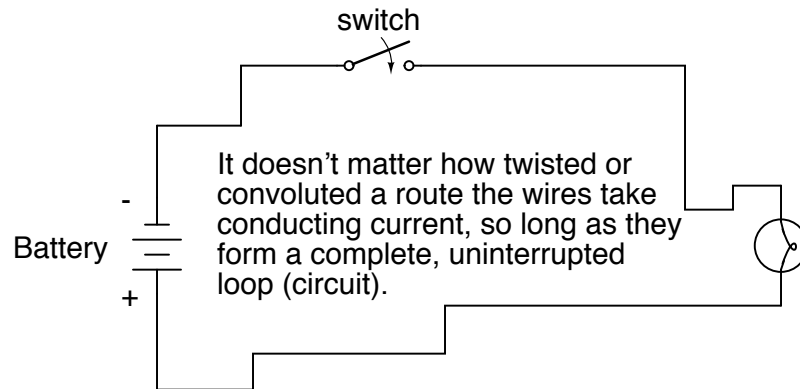 switch
It doesn't matter how twisted or
convoluted a route the wires take
conducting current, so long as they
form a complete, uninterrupted
loop (circuit).
-
Battery
+